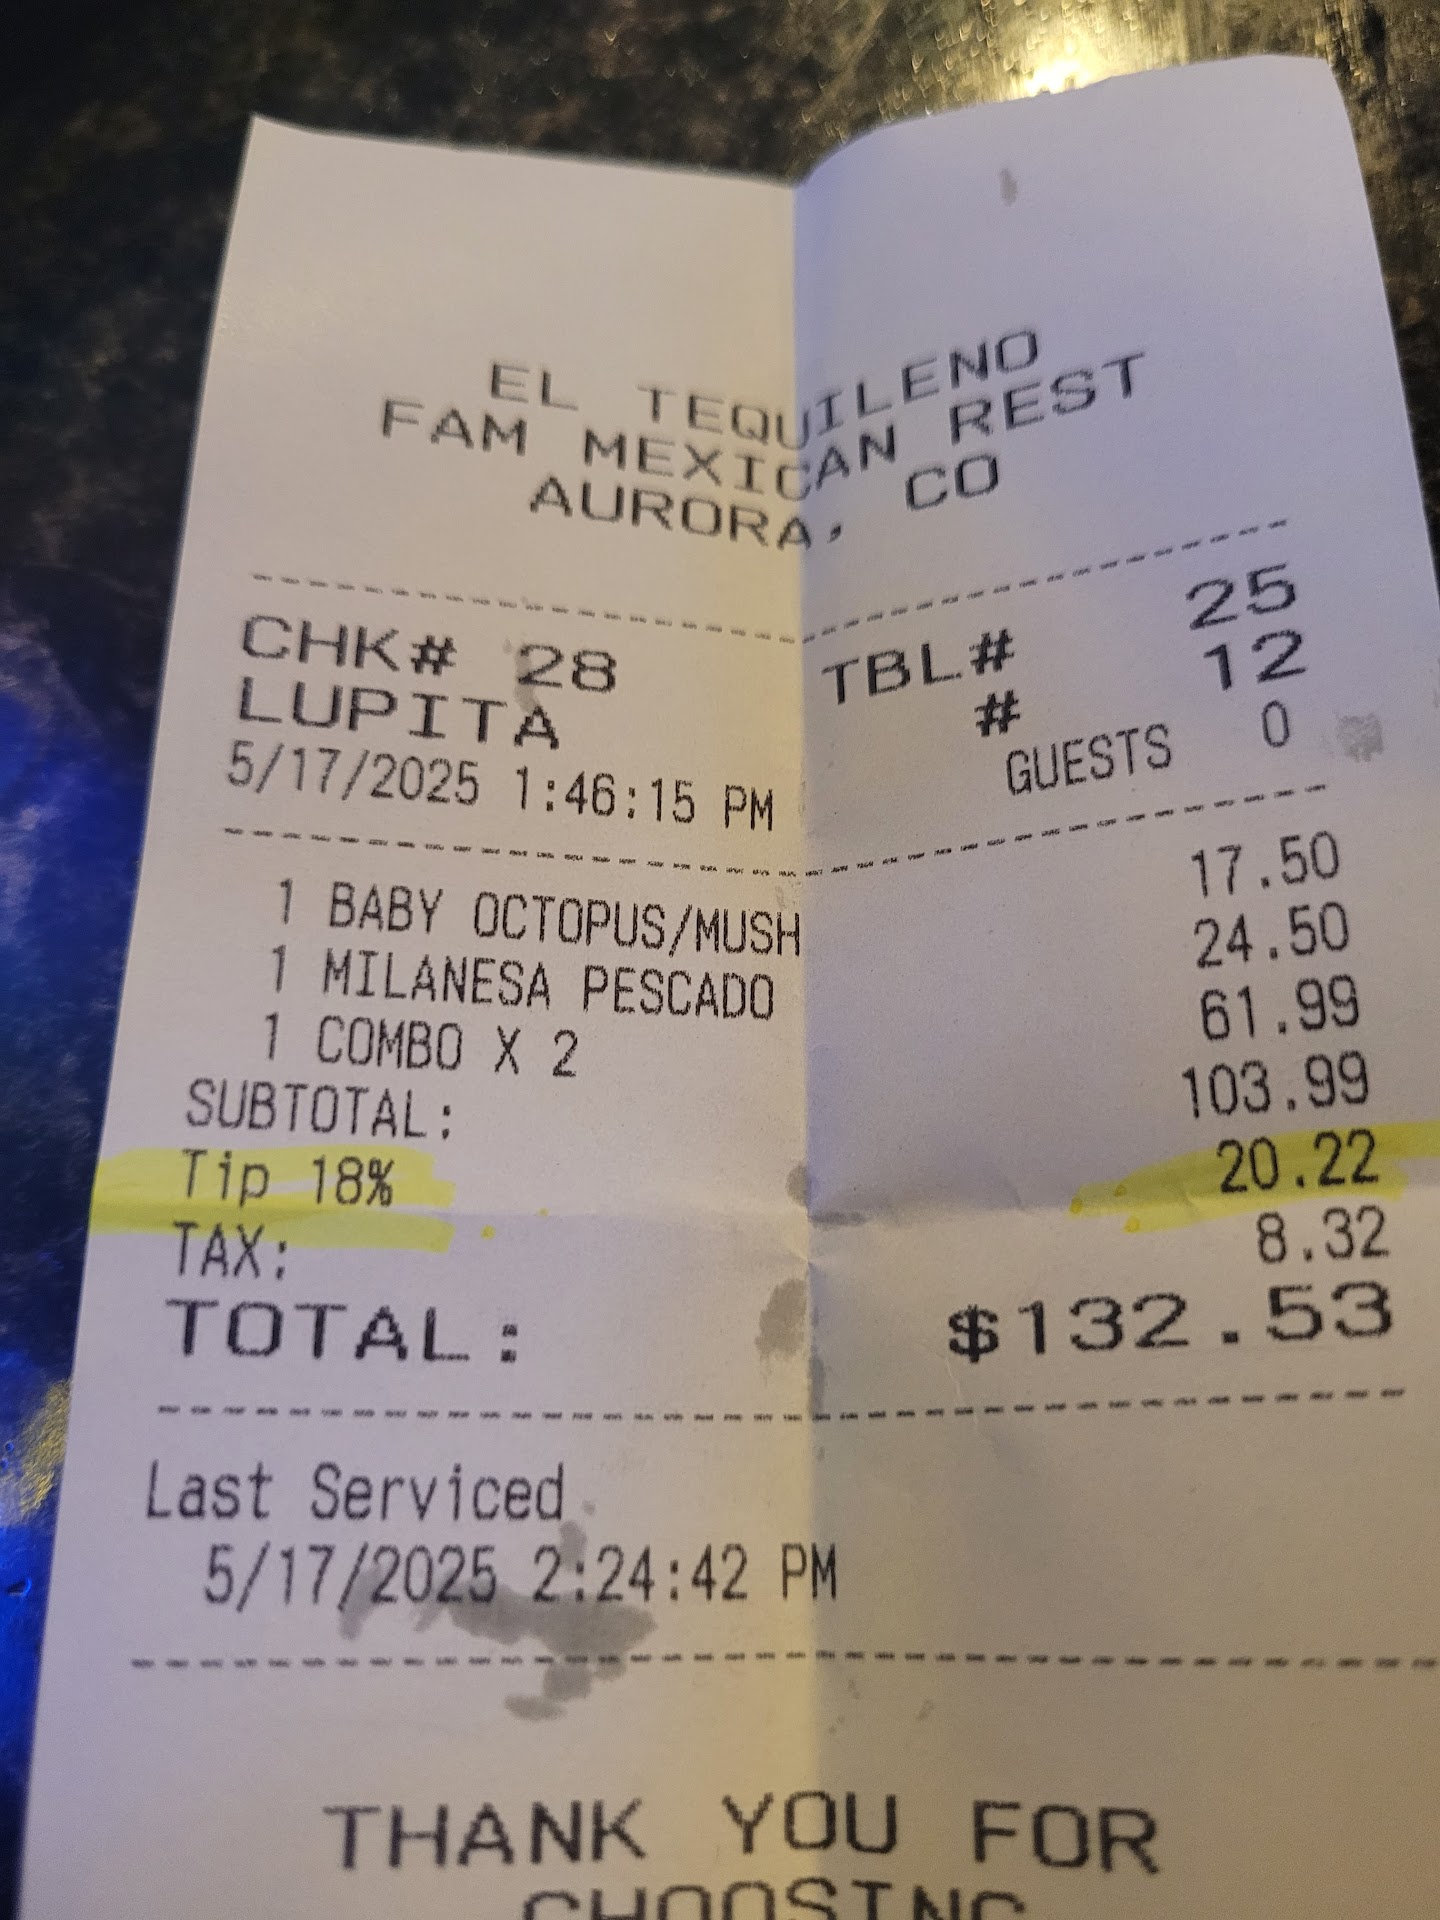 EL TEQUILENO
FAM MEXICAN REST
AURORA, CO
CHK# 28 TBL# 25
LUPITA # 12
5/17/2025 1:46:15 PM GUESTS 0
1 BABY OCTOPUS/MUSH 17.50
1 MILANESA PESCADO 24.50
1 COMBO X 2 61.99
SUBTOTAL: 103.99
Tip 18% 20.22
TAX: 8.32
TOTAL: $132.53
Last Serviced
5/17/2025 2:24:42 PM
THANK YOU FOR
CHOOSING